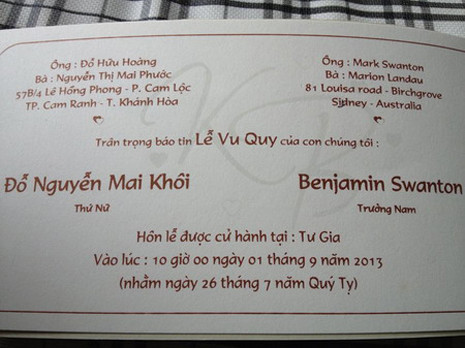 Ông : Đỗ Hữu Hoàng
Bà : Nguyễn Thị Mai Phước
57B/4 Lê Hồng Phong - P. Cam Lộc
TP. Cam Ranh - T. Khánh Hòa
Ông : Mark Swanton
Bà : Marion Landau
81 Louisa road - Birchgrove
Sidney - Australia
Trân trọng báo tin Lễ Vu Quy của con chúng tôi :
Đỗ Nguyễn Mai Khôi
Thứ Nữ
Benjamin Swanton
Trưởng Nam
Hôn lễ được cử hành tại : Tư Gia
Vào lúc : 10 giờ 00 ngày 01 tháng 9 năm 2013
(nhằm ngày 26 tháng 7 năm Quý Tỵ)